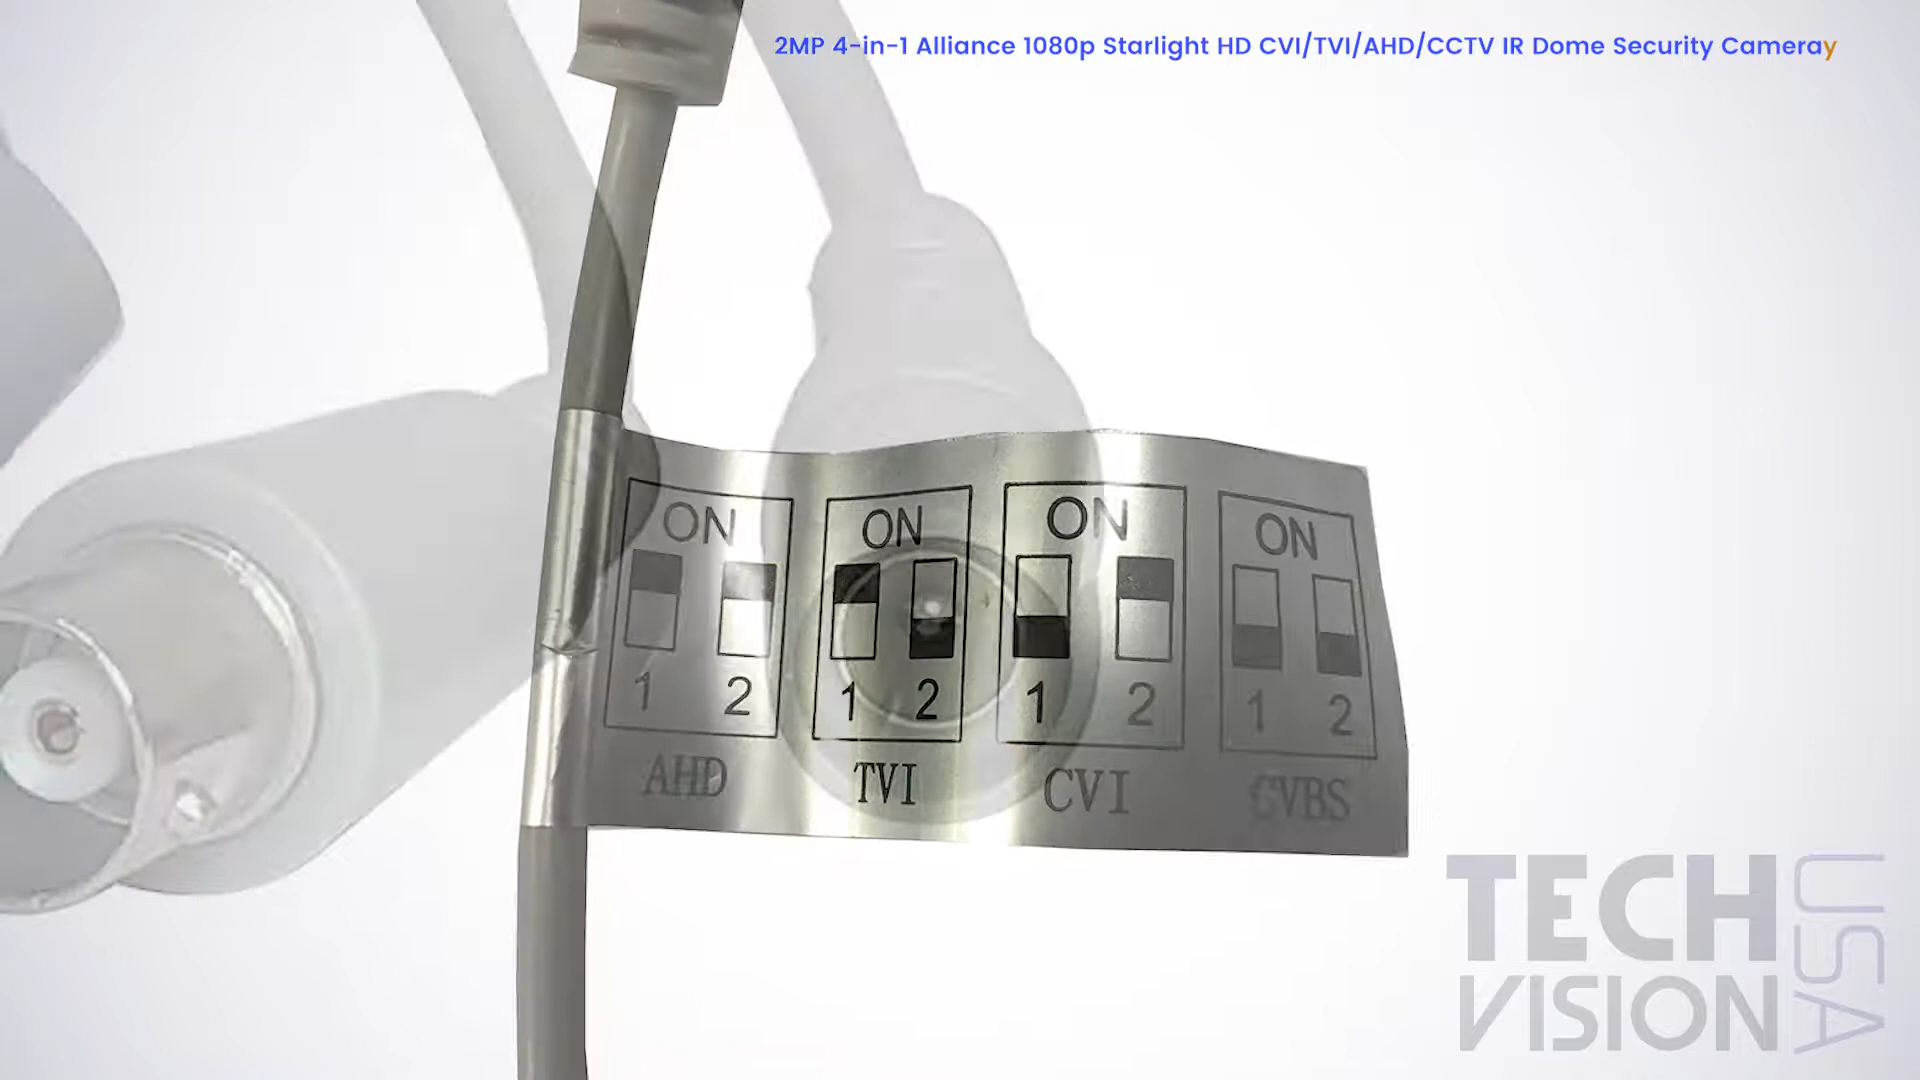 2MP 4-in-1 Alliance 1080p Starlight HD CVI/TVI/AHD/CCTV IR Dome Security Cameray
ON ON ON ON
1 2 1 2 1 2 1 2
AHD TVI CVI CVBS
TECH
VISION
USA